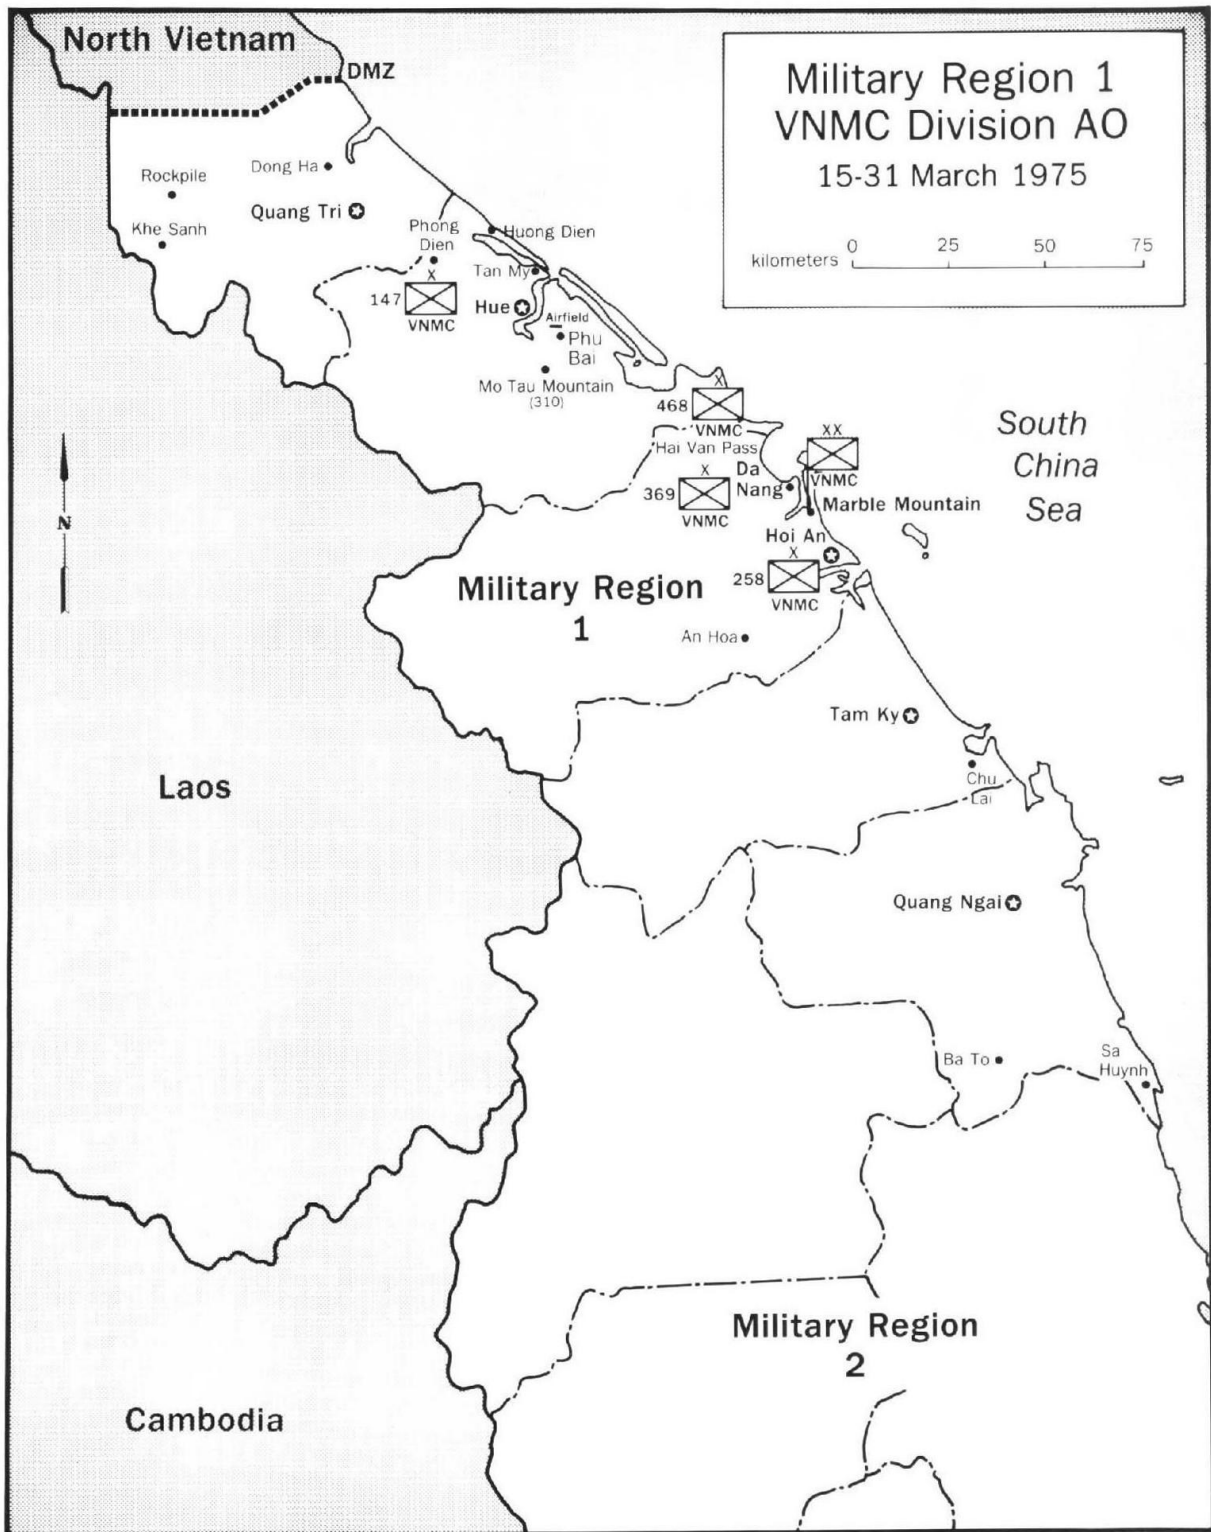 North Vietnam
DMZ
Military Region 1
VNMC Division AO
15-31 March 1975
kilometers
0 25 50 75
Rockpile
Dong Ha
Quang Tri
Khe Sanh
Phong
Dien
Huong Dien
Tan My
X
147
VNMC
Hue
Airfield
Phu
Bai
Mo Tau Mountain
(310)
X
468
VNMC
Hai Van Pass
XX
VNMC
Da
Nang
X
369
VNMC
Marble Mountain
Hoi An
X
258
VNMC
South
China
Sea
N
Military Region
1
An Hoa
Tam Ky
Chu
Lai
Laos
Quang Ngai
Ba To
Sa
Huynh
Military Region
2
Cambodia